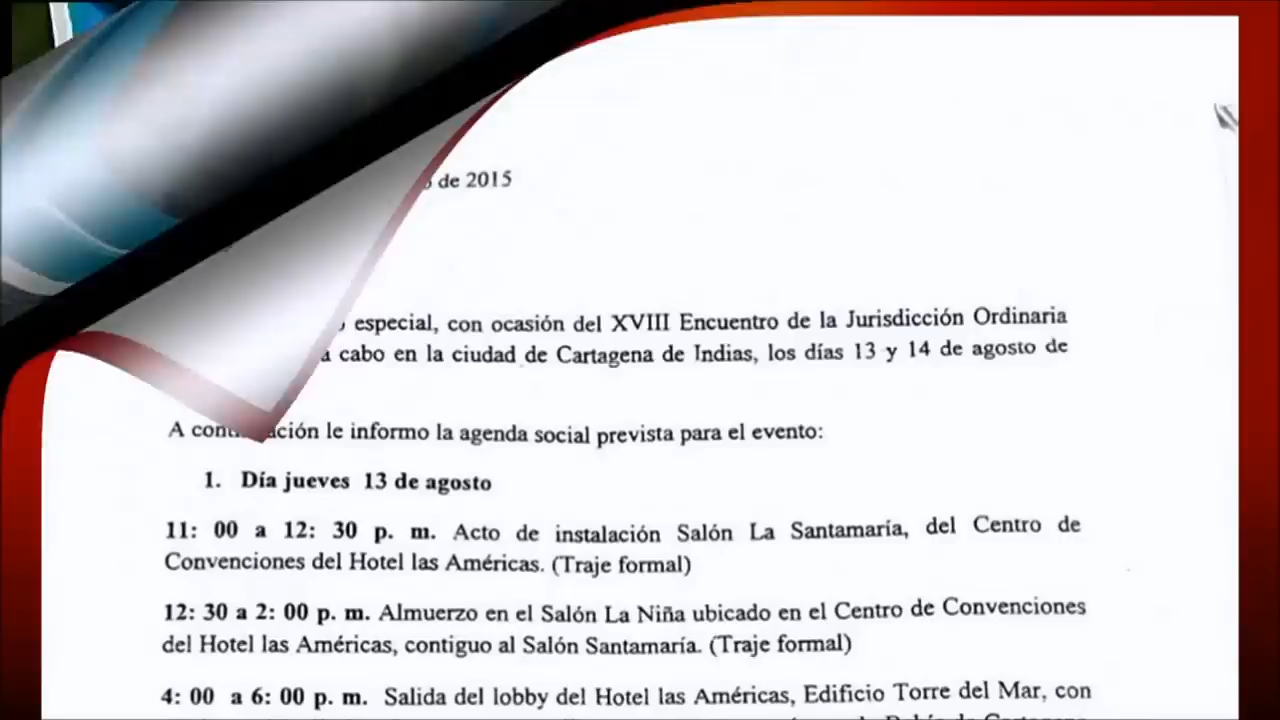 de 2015
especial, con ocasión del XVIII Encuentro de la Jurisdicción Ordinaria
a cabo en la ciudad de Cartagena de Indias, los días 13 y 14 de agosto de
A le informo la agenda social prevista para el evento:
1. Día jueves 13 de agosto
11: 00 a 12: 30 p. m. Acto de instalación Salón La Santamaría, del Centro de
Convenciones del Hotel las Américas. (Traje formal)
12: 30 a 2: 00 p. m. Almuerzo en el Salón La Niña ubicado en el Centro de Convenciones
del Hotel las Américas, contiguo al Salón Santamaría. (Traje formal)
4: 00 a 6: 00 p. m. Salida del lobby del Hotel las Américas, Edificio Torre del Mar, con